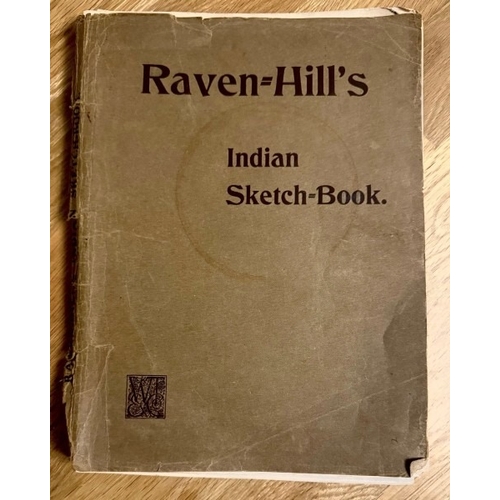 Raven=Hill's
Indian
Sketch=Book.